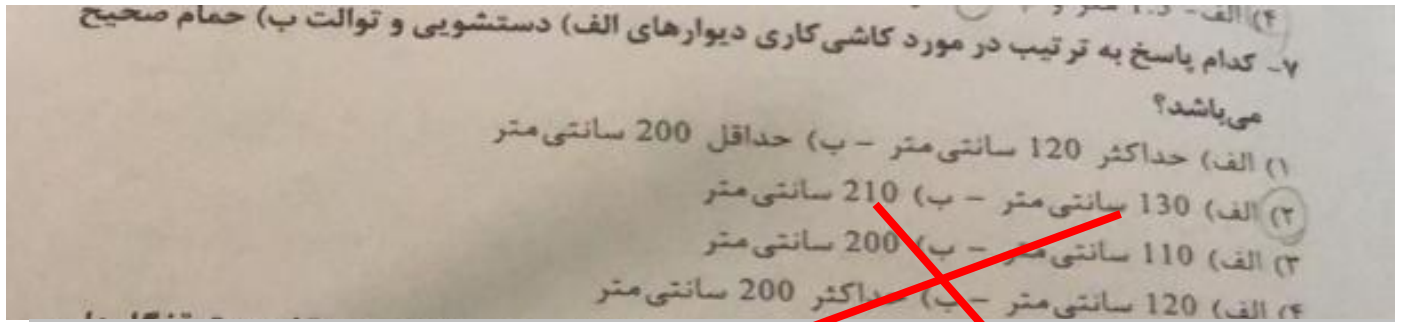 ۴) الف-
۷- کدام پاسخ به ترتیب در مورد کاشی‌کاری دیوارهای الف) دستشویی و توالت ب) حمام صحیح
می‌باشد؟
۱) الف) حداکثر 120 سانتی‌متر - ب) حداقل 200 سانتی‌متر
۲) الف) 130 سانتی‌متر - ب) 210 سانتی‌متر
۳) الف) 110 سانتی‌متر - ب) 200 سانتی‌متر
۴) الف) 120 سانتی‌متر - ب) حداکثر 200 سانتی‌متر